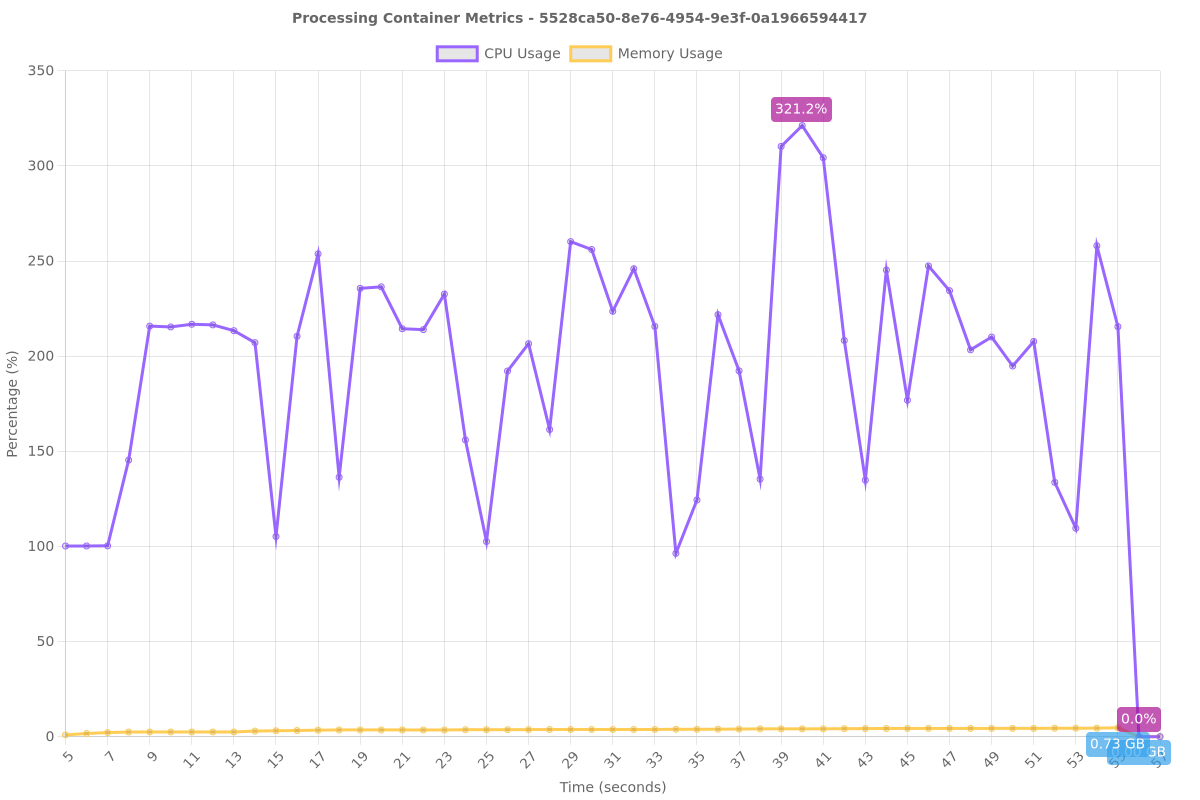 Processing Container Metrics - 5528ca50-8e76-4954-9e3f-0a1966594417
CPU Usage Memory Usage
350
321.2%
300
250
200
150
100
50
0.0%
0
0.73 GB
GB
5 7 9 11 13 15 17 19 21 23 25 27 29 31 33 35 37 39 41 43 45 47 49 51 53
Percentage (%)
Time (seconds)